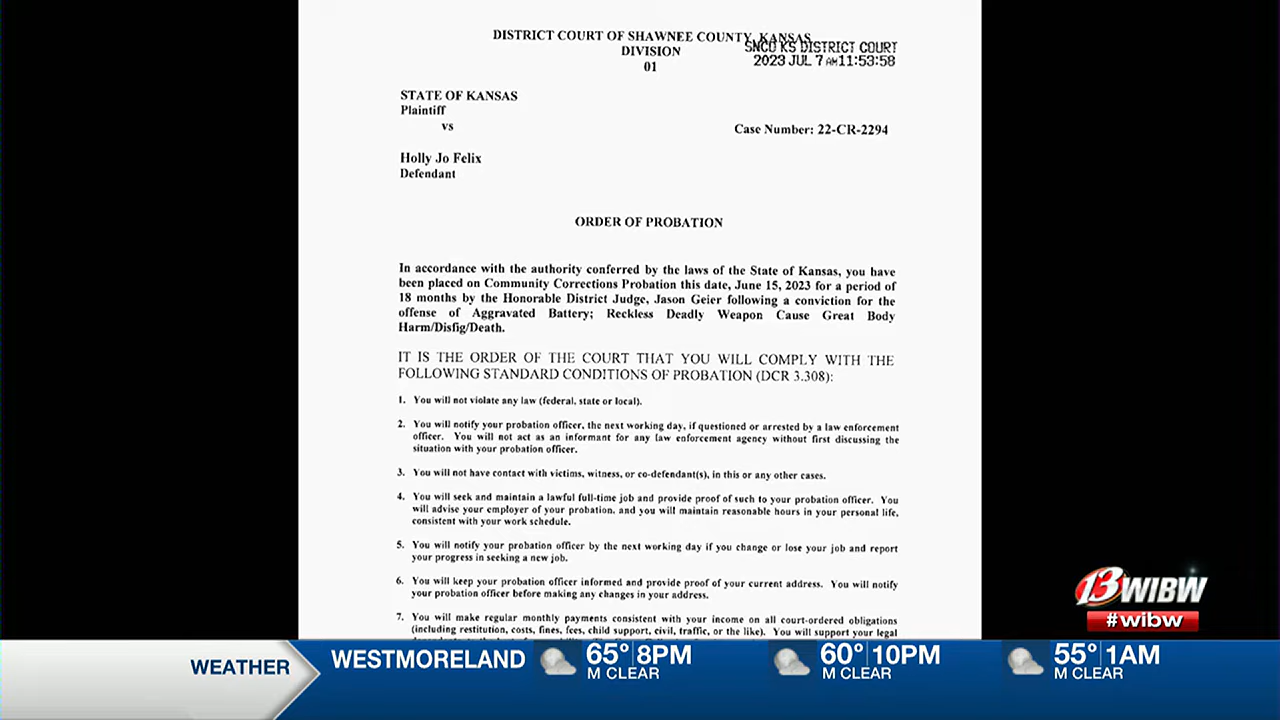 DISTRICT COURT OF SHAWNEE COUNTY, KANSAS
DIVISION
01
SNCO KS DISTRICT COURT
2023 JUL 7 AM 11:53:58
STATE OF KANSAS
Plaintiff
vs
Case Number: 22-CR-2294
Holly Jo Felix
Defendant
ORDER OF PROBATION
In accordance with the authority conferred by the laws of the State of Kansas, you have
been placed on Community Corrections Probation this date, June 15, 2023 for a period of
18 months by the Honorable District Judge, Jason Geier following a conviction for the
offense of Aggravated Battery; Reckless Deadly Weapon Cause Great Body
Harm/Disfig/Death.
IT IS THE ORDER OF THE COURT THAT YOU WILL COMPLY WITH THE
FOLLOWING STANDARD CONDITIONS OF PROBATION (DCR 3.308):
1. You will not violate any law (federal, state or local).
2. You will notify your probation officer, the next working day, if questioned or arrested by a law enforcement
officer. You will not act as an informant for any law enforcement agency without first discussing the
situation with your probation officer.
3. You will not have contact with victims, witness, or co-defendant(s), in this or any other cases.
4. You will seek and maintain a lawful full-time job and provide proof of such to your probation officer. You
will advise your employer of your probation, and you will maintain reasonable hours in your personal life,
consistent with your work schedule.
5. You will notify your probation officer by the next working day if you change or lose your job and report
your progress in seeking a new job.
6. You will keep your probation officer informed and provide proof of your current address. You will notify
your probation officer before making any changes in your address.
7. You will make regular monthly payments consistent with your income on all court-ordered obligations
(including restitution, costs, fines, fees, child support, civil, traffic, or the like). You will support your legal
13 WIBW
#wibw
WEATHER
WESTMORELAND
65° 8PM
M CLEAR
60° 10PM
M CLEAR
55° 1AM
M CLEAR